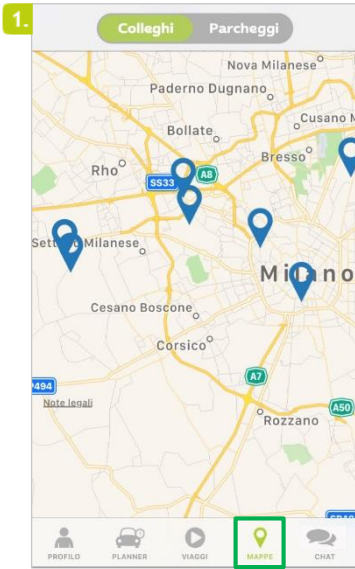 1.
Colleghi Parcheggi
Nova Milanese
Paderno Dugnano
Cusano M
Bollate
Bresso
Rho
A8
SS33
Milanese
Milano
Cesano Boscone
Corsico
A7
P494
Note legali
A50
Rozzano
PROFILO PLANNER VIAGGI MAPPE CHAT